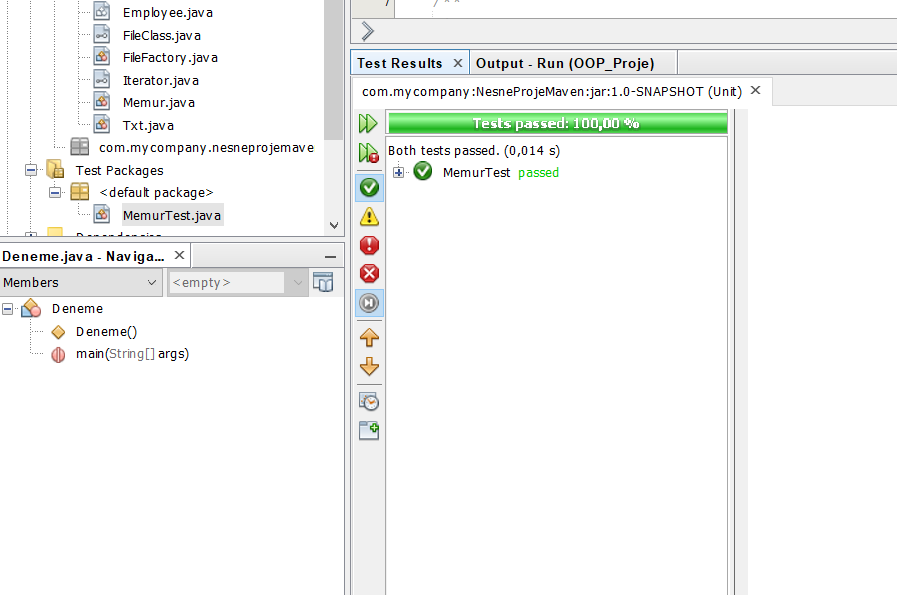 Employee.java
FileClass.java
FileFactory.java
Iterator.java
Memur.java
Txt.java
com.mycompany.nesneprojemave
Test Packages
<default package>
MemurTest.java
Deneme.java - Naviga...
Members
<empty>
Deneme
Deneme()
main(String[] args)
7
/**
Test Results
Output - Run (OOP_Proje)
com.mycompany:NesneProjeMaven:jar:1.0-SNAPSHOT (Unit)
Tests passed: 100,00 %
Both tests passed. (0,014 s)
MemurTest passed